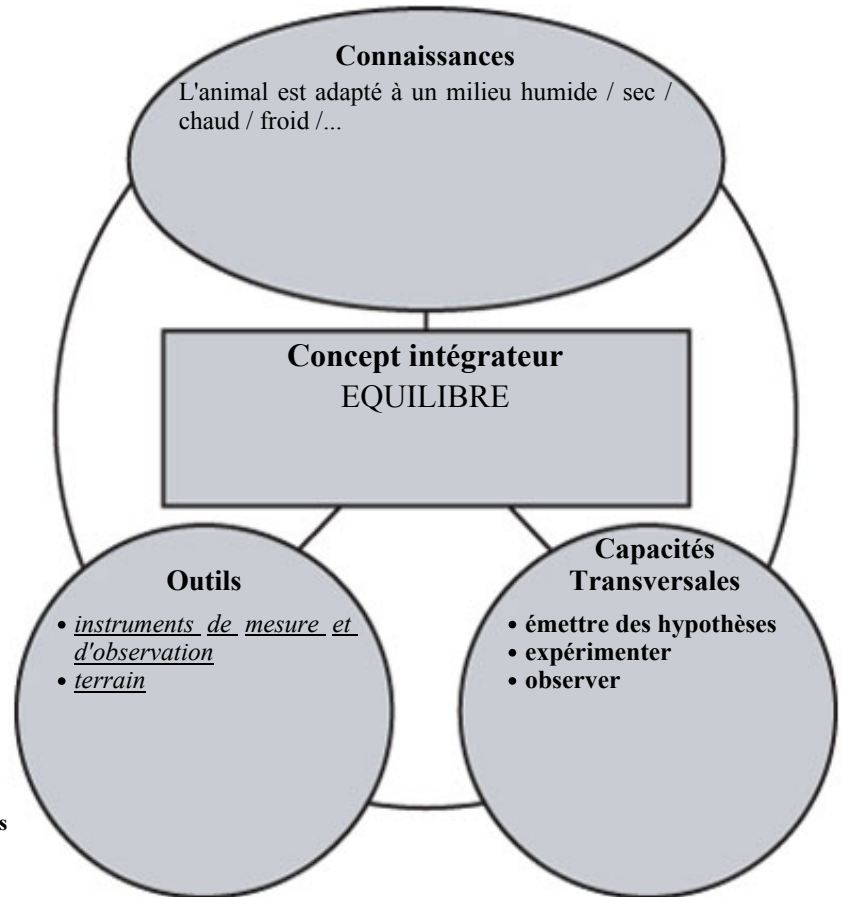 Connaissances
L'animal est adapté à un milieu humide / sec /
chaud / froid /...
Concept intégrateur
EQUILIBRE
Outils
• instruments de mesure et
d'observation
• terrain
Capacités
Transversales
• émettre des hypothèses
• expérimenter
• observer
s